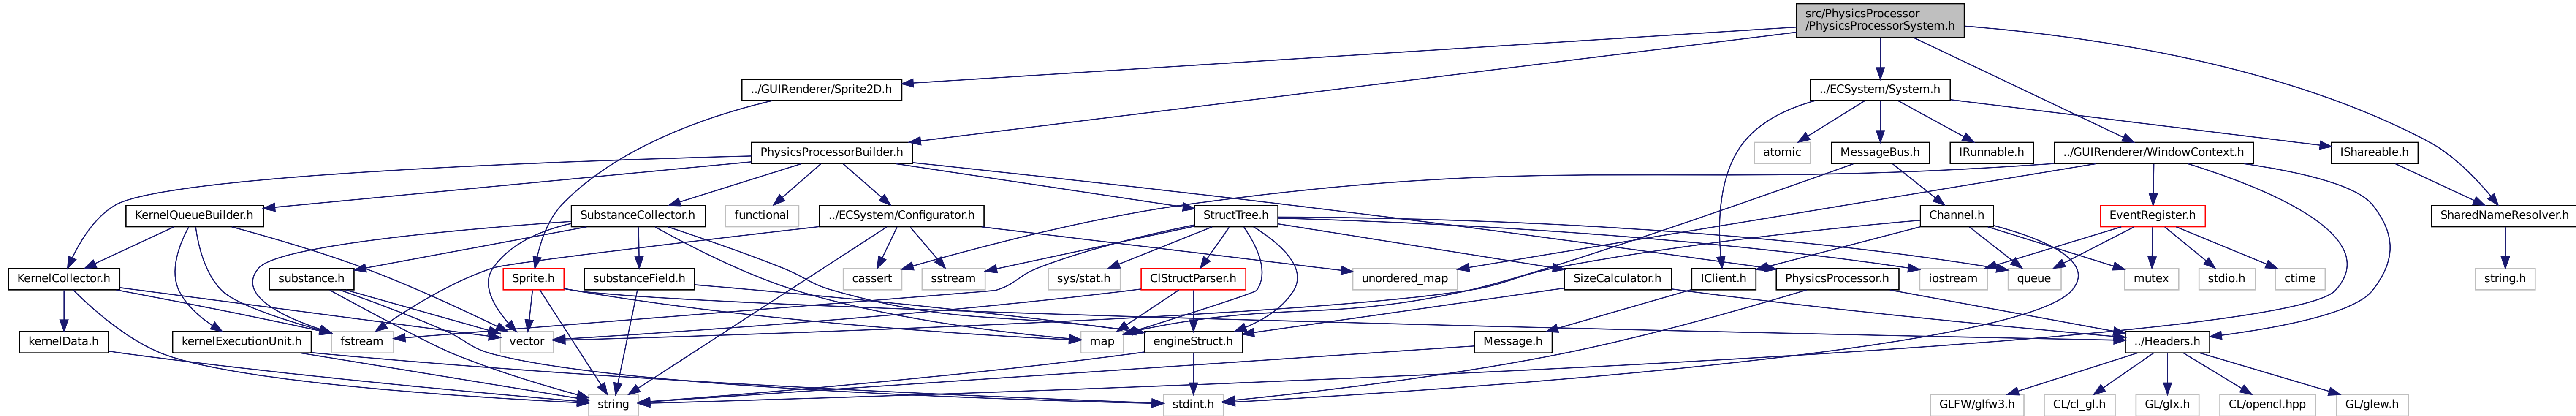 src/PhysicsProcessor
/PhysicsProcessorSystem.h
../GUIRenderer/Sprite2D.h
../ECSystem/System.h
PhysicsProcessorBuilder.h
atomic
MessageBus.h
IRunnable.h
../GUIRenderer/WindowContext.h
IShareable.h
KernelQueueBuilder.h
SubstanceCollector.h
functional
../ECSystem/Configurator.h
StructTree.h
Channel.h
EventRegister.h
SharedNameResolver.h
KernelCollector.h
substance.h
Sprite.h
substanceField.h
cassert
sstream
sys/stat.h
ClStructParser.h
unordered_map
SizeCalculator.h
IClient.h
PhysicsProcessor.h
iostream
queue
mutex
stdio.h
ctime
string.h
kernelData.h
kernelExecutionUnit.h
fstream
vector
map
engineStruct.h
Message.h
../Headers.h
string
stdint.h
GLFW/glfw3.h
CL/cl_gl.h
GL/glx.h
CL/opencl.hpp
GL/glew.h